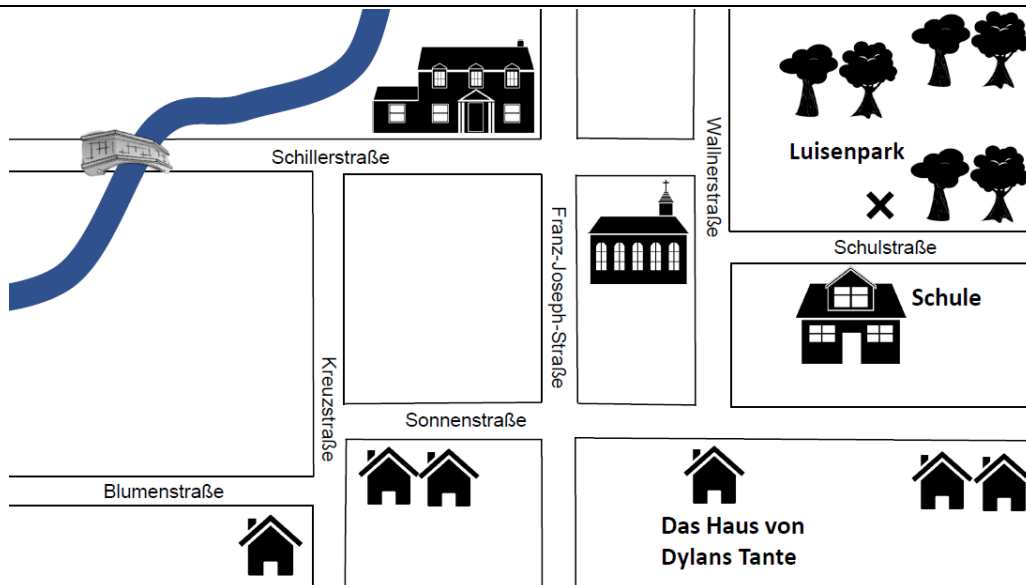 Schillerstraße
Wallnerstraße
Luisenpark
Franz-Joseph-Straße
Schulstraße
Schule
Kreuzstraße
Sonnenstraße
Blumenstraße
Das Haus von
Dylans Tante